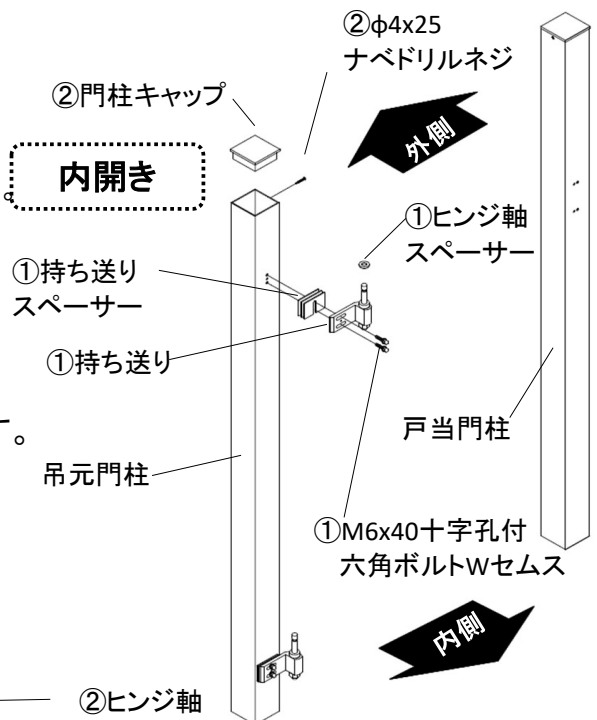 ②φ4x25
ナベドリルネジ
②門柱キャップ
外側
内開き
。
①ヒンジ軸
スペーサー
①持ち送り
スペーサー
①持ち送り
。
戸当門柱
吊元門柱
①M6x40十字孔付
六角ボルトWセムス
内側
②ヒンジ軸